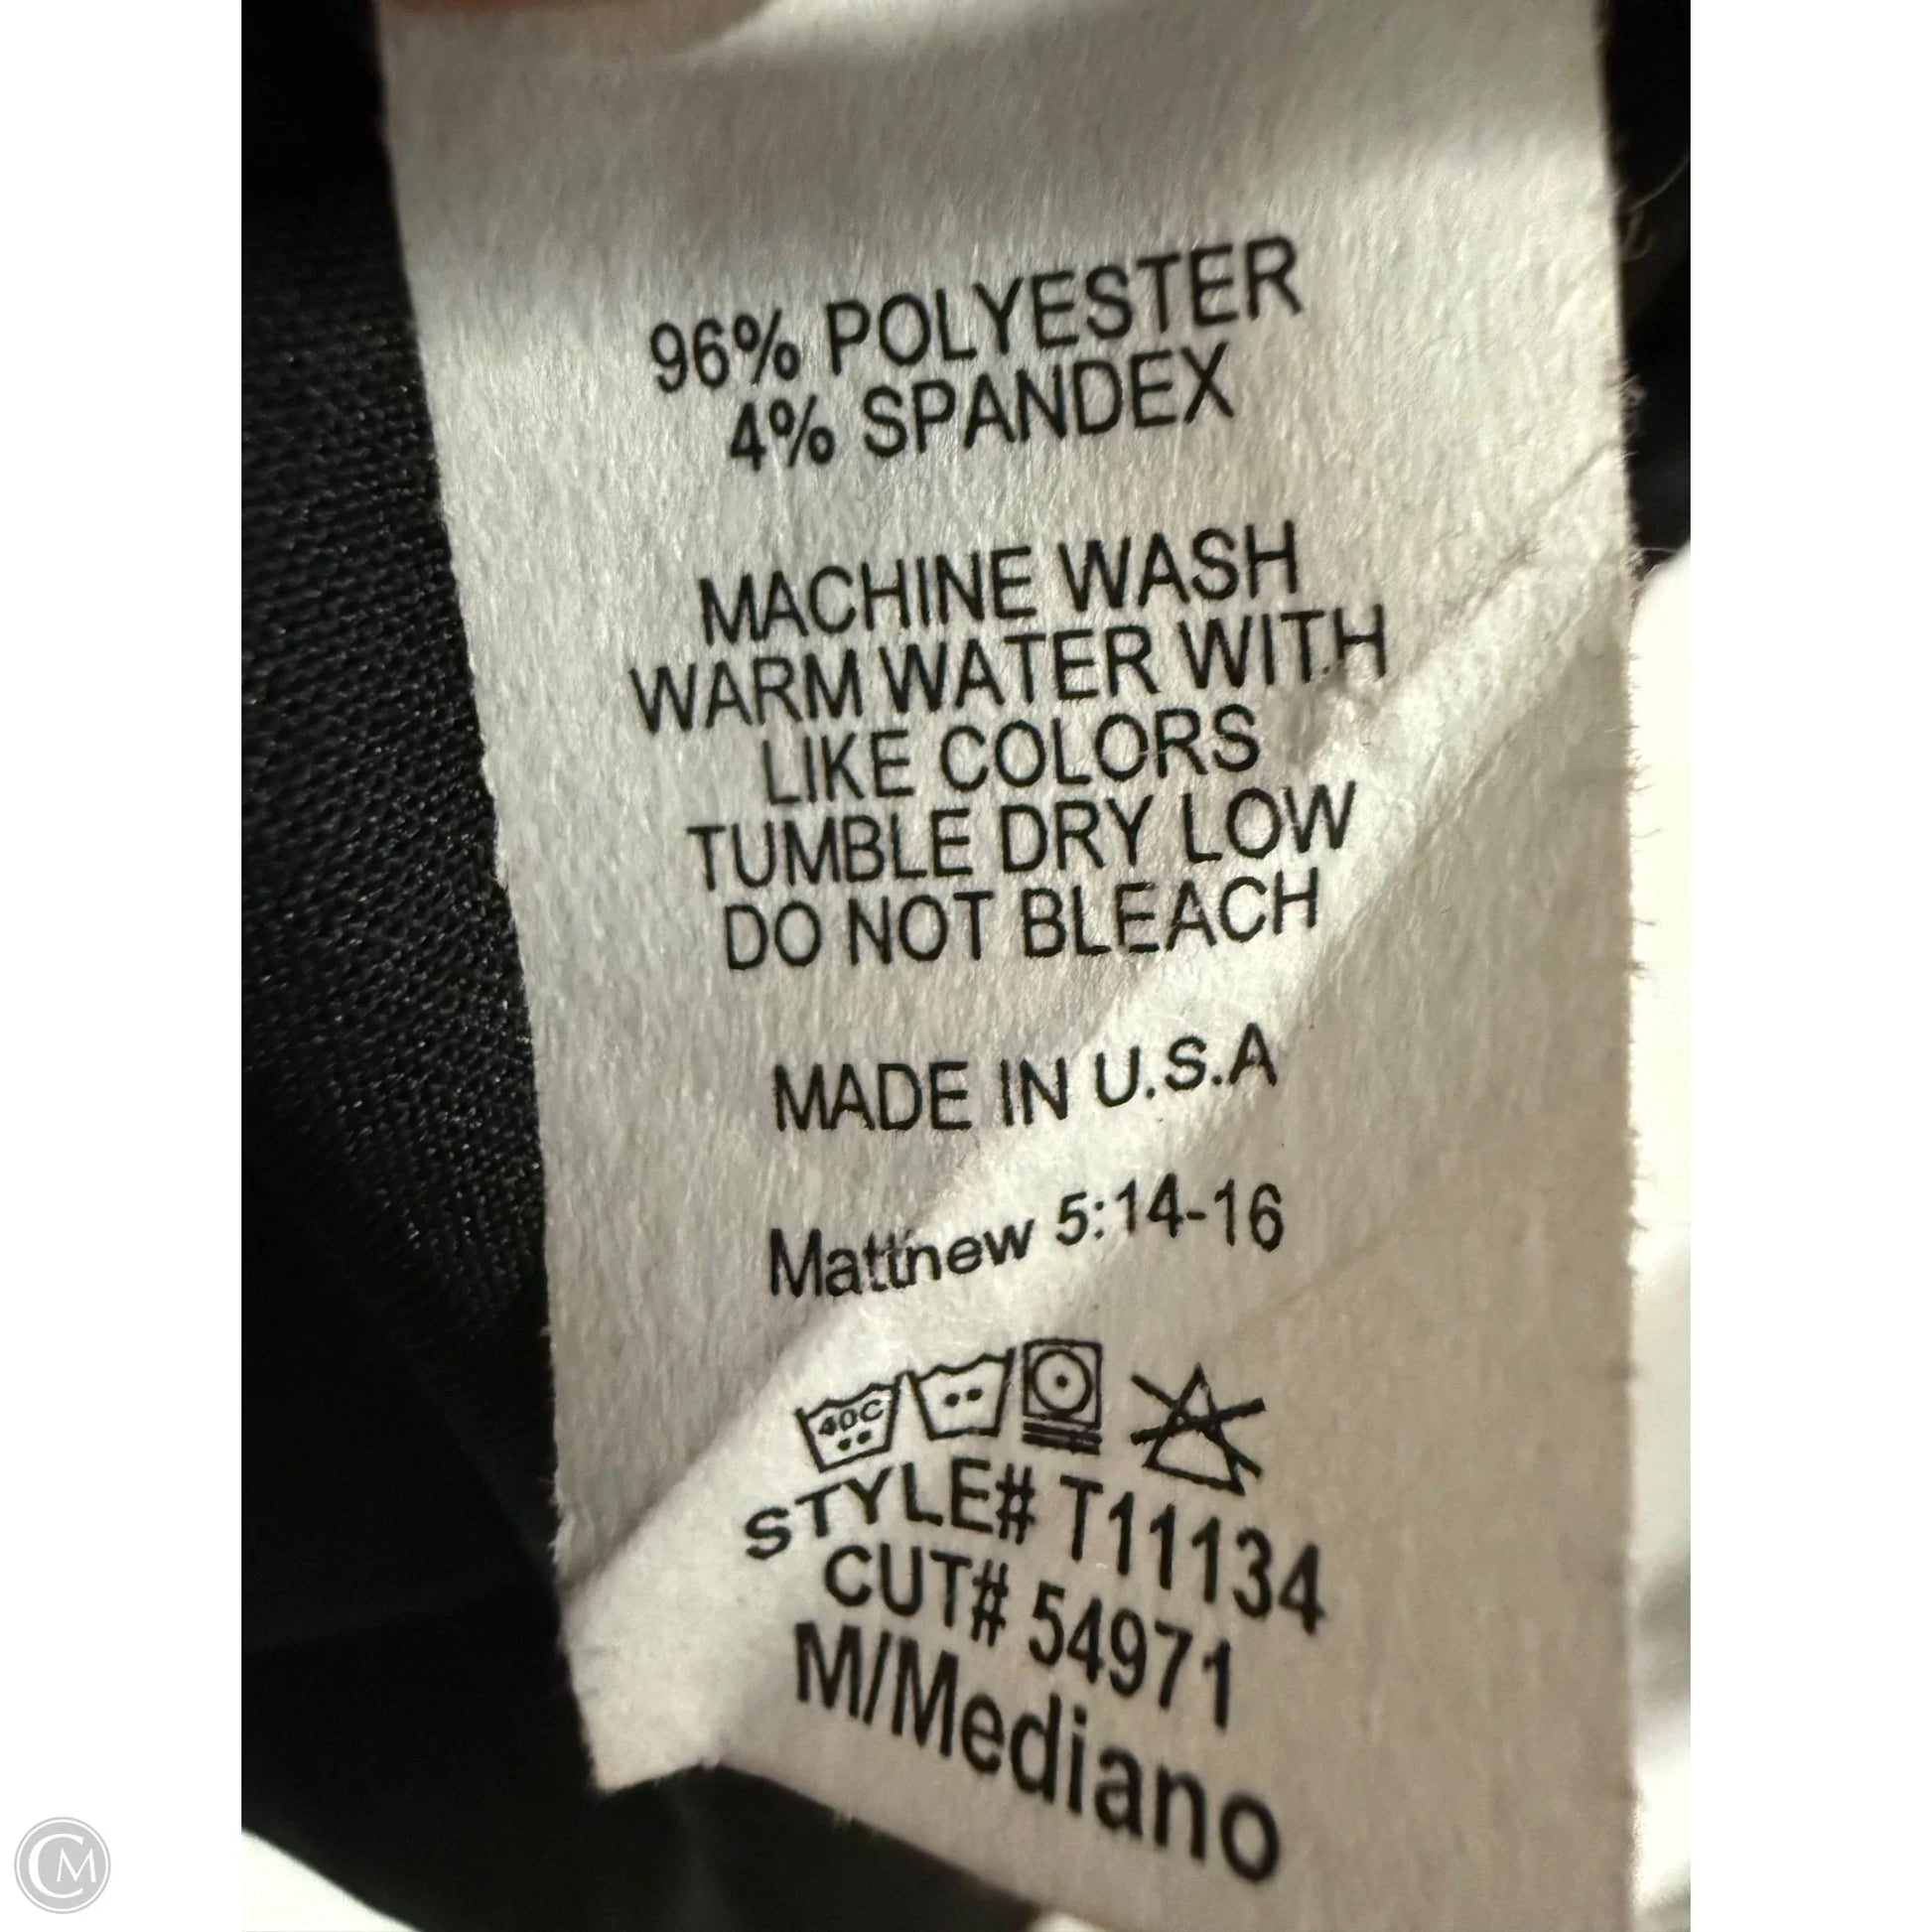 96% POLYESTER
4% SPANDEX
MACHINE WASH
WARM WATER WITH
LIKE COLORS
TUMBLE DRY LOW
DO NOT BLEACH
MADE IN U.S.A
Matthew 5:14-16
40C
STYLE# T11134
CUT# 54971
M/Mediano
CM